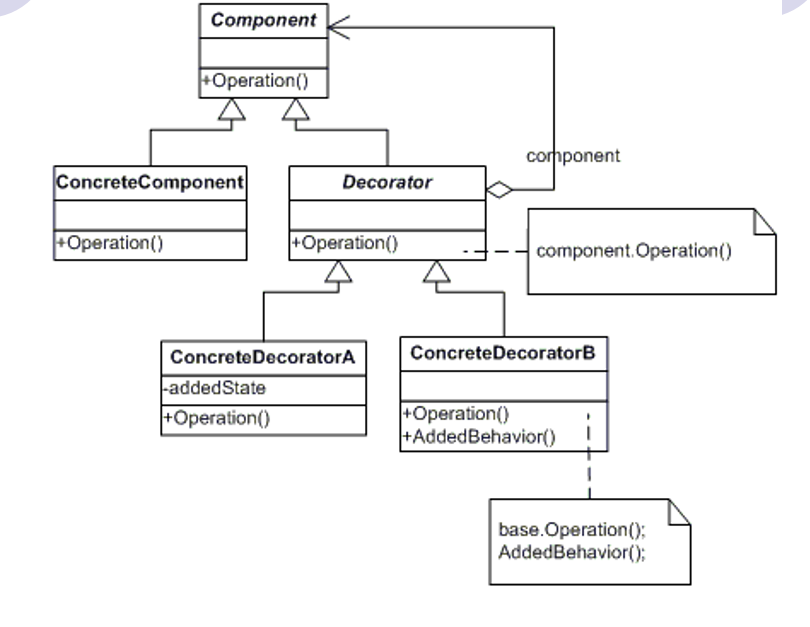 Component
+Operation()
component
ConcreteComponent
+Operation()
Decorator
+Operation()
component.Operation()
ConcreteDecoratorA
-addedState
+Operation()
ConcreteDecoratorB
+Operation()
+AddedBehavior()
base.Operation();
AddedBehavior();